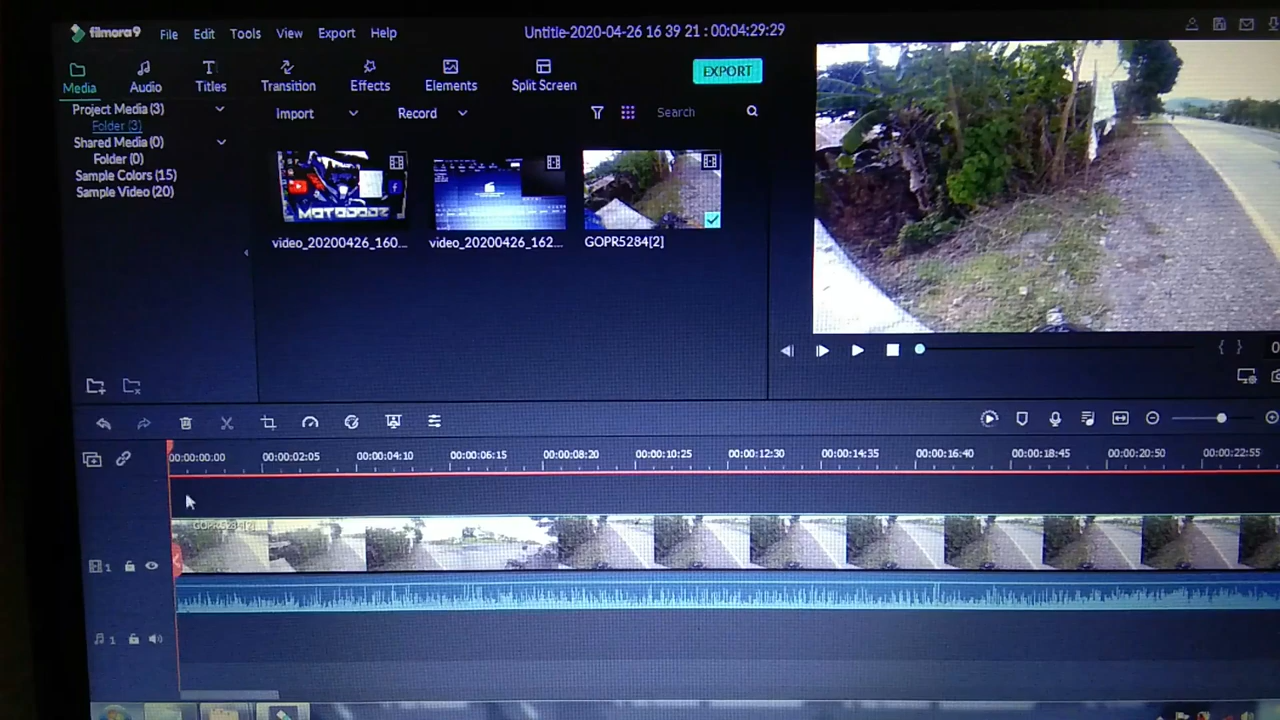 filmora9 File Edit Tools View Export Help Untitle-2020-04-26 16 39 21 : 00:04:29:29
Media Audio Titles Transition Effects Elements Split Screen EXPORT
Project Media (3) Import Record Search
Folder (3)
Shared Media (0)
Folder (0)
Sample Colors (15)
Sample Video (20)
MOTODODZ
video_20200426_160... video_20200426_162... GOPR5284[2]
00:00:00:00 00:00:02:05 00:00:04:10 00:00:06:15 00:00:08:20 00:00:10:25 00:00:12:30 00:00:14:35 00:00:16:40 00:00:18:45 00:00:20:50 00:00:22:55
GOPR5284[2]
1
1